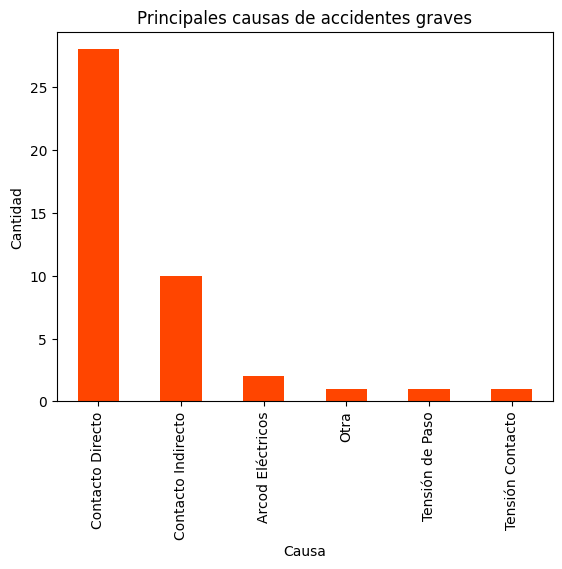 Principales causas de accidentes graves
Cantidad
25
20
15
10
5
0
Contacto Directo
Contacto Indirecto
Arcod Eléctricos
Otra
Tensión de Paso
Tensión Contacto
Causa